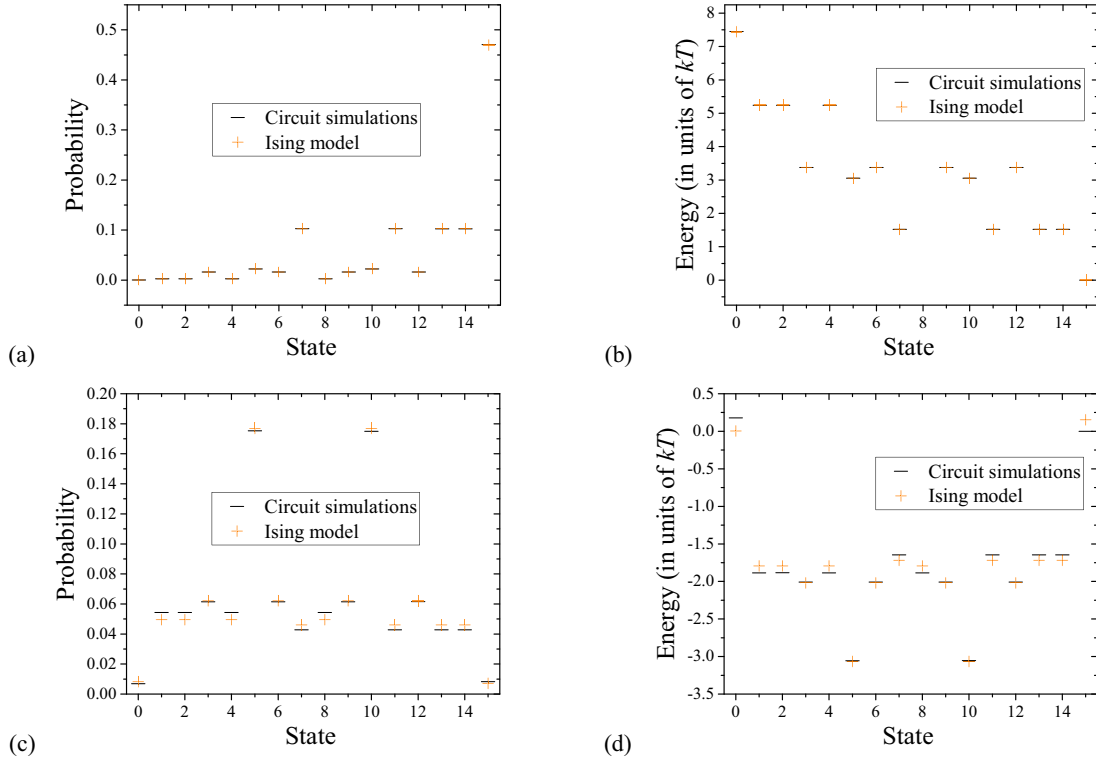 0.5
0.4
0.3
0.2
0.1
0.0
Probability
Circuit simulations
Ising model
0 2 4 6 8 10 12 14
State
(a)
8
7
6
5
4
3
2
1
0
Energy (in units of kT)
Circuit simulations
Ising model
0 2 4 6 8 10 12 14
State
(b)
0.20
0.18
0.16
0.14
0.12
0.10
0.08
0.06
0.04
0.02
0.00
Probability
Circuit simulations
Ising model
0 2 4 6 8 10 12 14
State
(c)
0.5
0.0
-0.5
-1.0
-1.5
-2.0
-2.5
-3.0
-3.5
Energy (in units of kT)
Circuit simulations
Ising model
0 2 4 6 8 10 12 14
State
(d)